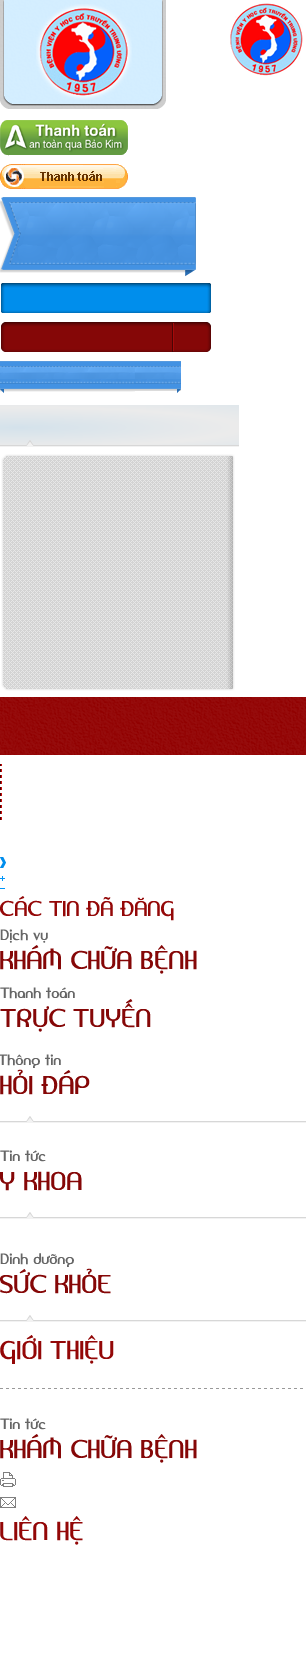 BỆNH VIỆN Y HỌC CỔ TRUYỀN TRUNG ƯƠNG
1957
BỆNH VIỆN Y HỌC CỔ TRUYỀN TRUNG ƯƠNG
1957
Thanh toán
an toàn qua Bảo Kim
Thanh toán
CÁC TIN ĐÃ ĐĂNG
Dịch vụ
KHÁM CHỮA BỆNH
Thanh toán
TRỰC TUYẾN
Thông tin
HỎI ĐÁP
Tin tức
Y KHOA
Dinh dưỡng
SỨC KHỎE
GIỚI THIỆU
Tin tức
KHÁM CHỮA BỆNH
LIÊN HỆ